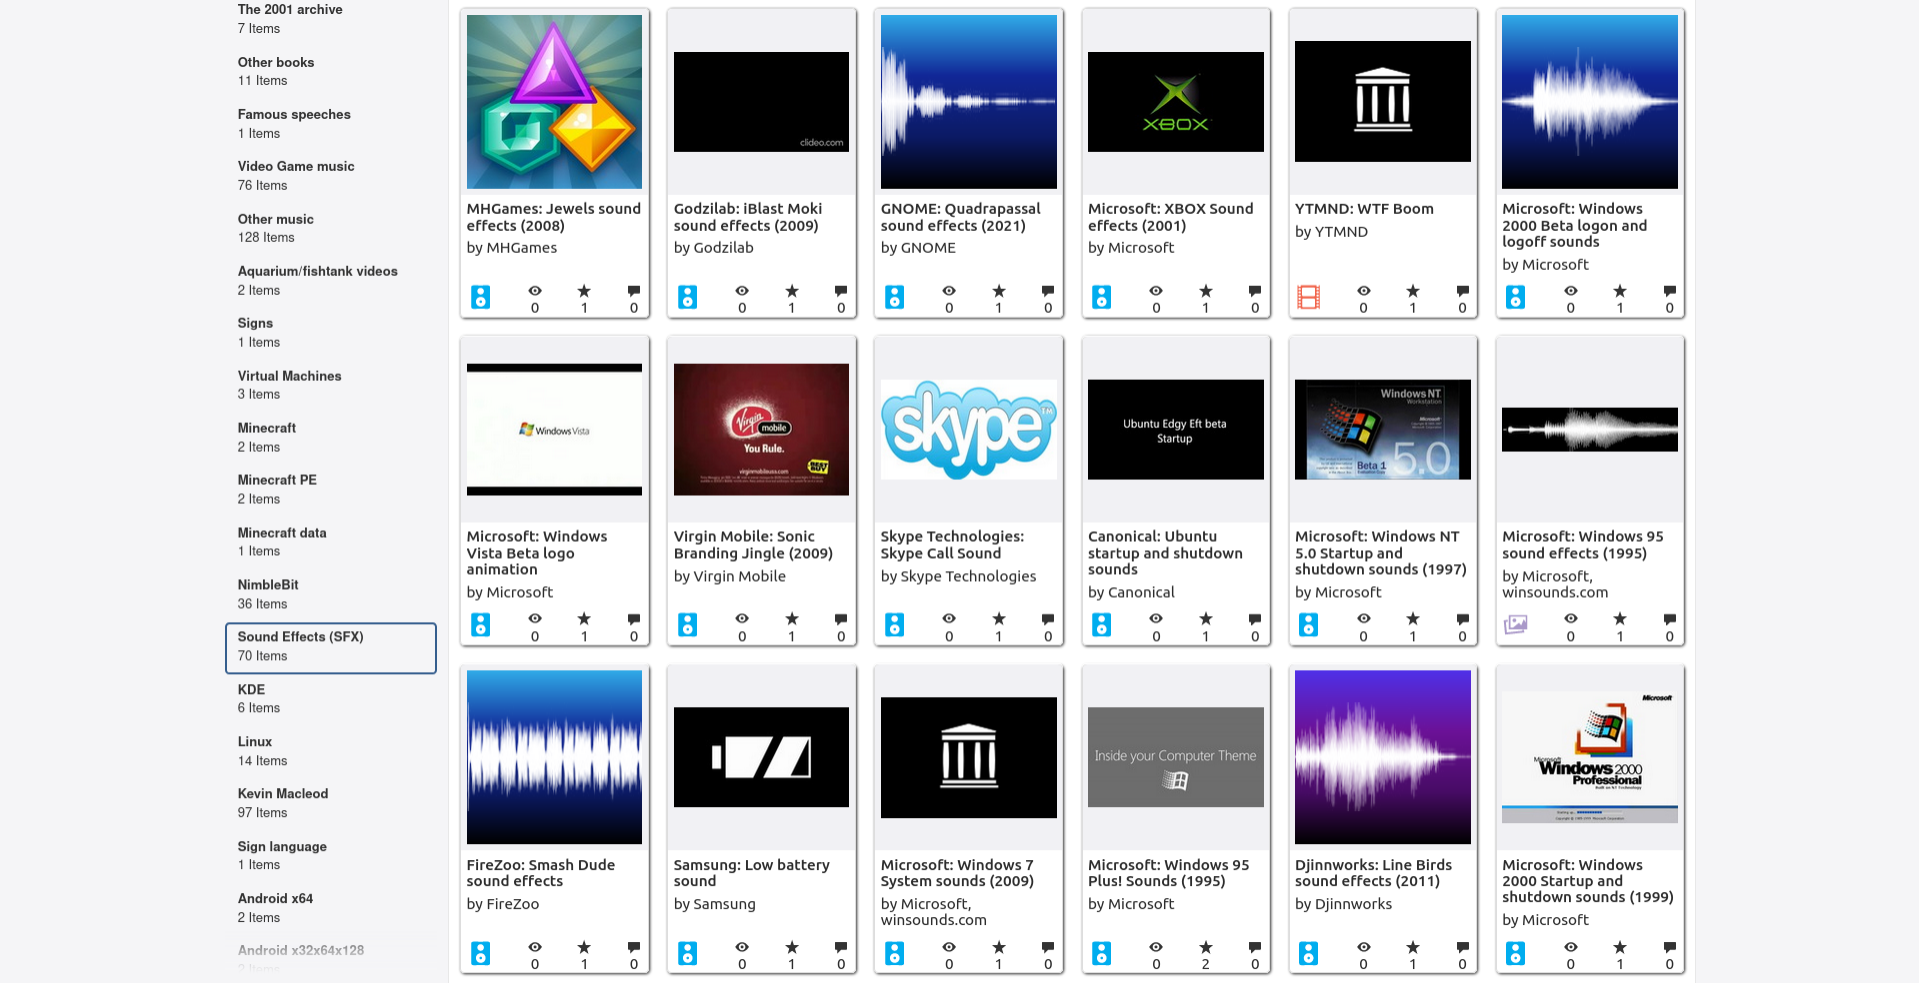 The 2001 archive
7 Items
Other books
11 Items
Famous speeches
1 Items
Video Game music
76 Items
Other music
128 Items
Aquarium/fishtank videos
2 Items
Signs
1 Items
Virtual Machines
3 Items
Minecraft
2 Items
Minecraft PE
2 Items
Minecraft data
1 Items
NimbleBit
36 Items
Sound Effects (SFX)
70 Items
KDE
6 Items
Linux
14 Items
Kevin Macleod
97 Items
Sign language
1 Items
Android x64
2 Items
Android x32x64x128
2 Items
MHGames: Jewels sound
effects (2008)
by MHGames
0 1 0
clideo.com
Godzilab: iBlast Moki
sound effects (2009)
by Godzilab
0 1 0
GNOME: Quadrapassal
sound effects (2021)
by GNOME
0 1 0
XBOX
Microsoft: XBOX Sound
effects (2001)
by Microsoft
0 1 0
YTMND: WTF Boom
by YTMND
0 1 0
Microsoft: Windows
2000 Beta logon and
logoff sounds
by Microsoft
0 1 0
Windows Vista
Microsoft: Windows
Vista Beta logo
animation
by Microsoft
0 1 0
Virgin
mobile
You Rule.
virginmobileusa.com
BEST
BUY
Virgin Mobile: Sonic
Branding Jingle (2009)
by Virgin Mobile
0 1 0
skype™
Skype Technologies:
Skype Call Sound
by Skype Technologies
0 1 0
Ubuntu Edgy Eft beta
Startup
Canonical: Ubuntu
startup and shutdown
sounds
by Canonical
0 1 0
Windows NT
Workstation
Microsoft
Beta 1
5.0
Microsoft: Windows NT
5.0 Startup and
shutdown sounds (1997)
by Microsoft
0 1 0
Microsoft: Windows 95
sound effects (1995)
by Microsoft,
winsounds.com
0 1 0
FireZoo: Smash Dude
sound effects
by FireZoo
0 1 0
Samsung: Low battery
sound
by Samsung
0 1 0
Microsoft: Windows 7
System sounds (2009)
by Microsoft,
winsounds.com
0 1 0
Inside your Computer Theme
Microsoft: Windows 95
Plus! Sounds (1995)
by Microsoft
0 2 0
Djinnworks: Line Birds
sound effects (2011)
by Djinnworks
0 1 0
Microsoft
Microsoft
Windows 2000
Professional
Built on NT Technology
Microsoft: Windows
2000 Startup and
shutdown sounds (1999)
by Microsoft
0 1 0